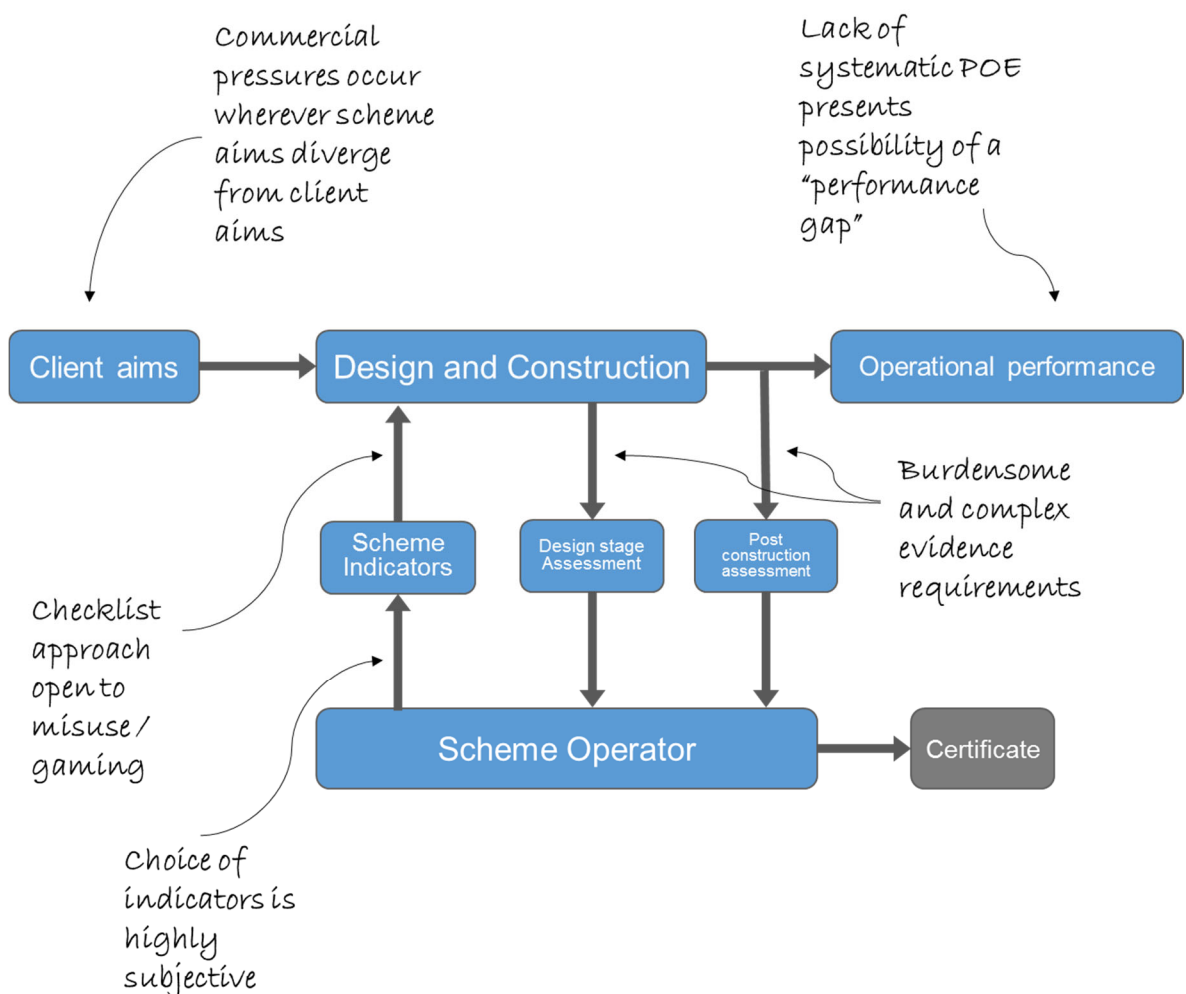 Commercial
pressures occur
wherever scheme
aims diverge
from client
aims
Lack of
systematic POE
presents
possibility of a
“performance
gap”
Client aims
Design and Construction
Operational performance
Scheme
Indicators
Design stage
Assessment
Post
construction
assessment
Burdensome
and complex
evidence
requirements
Checklist
approach
open to
misuse /
gaming
Scheme Operator
Certificate
Choice of
indicators is
highly
subjective